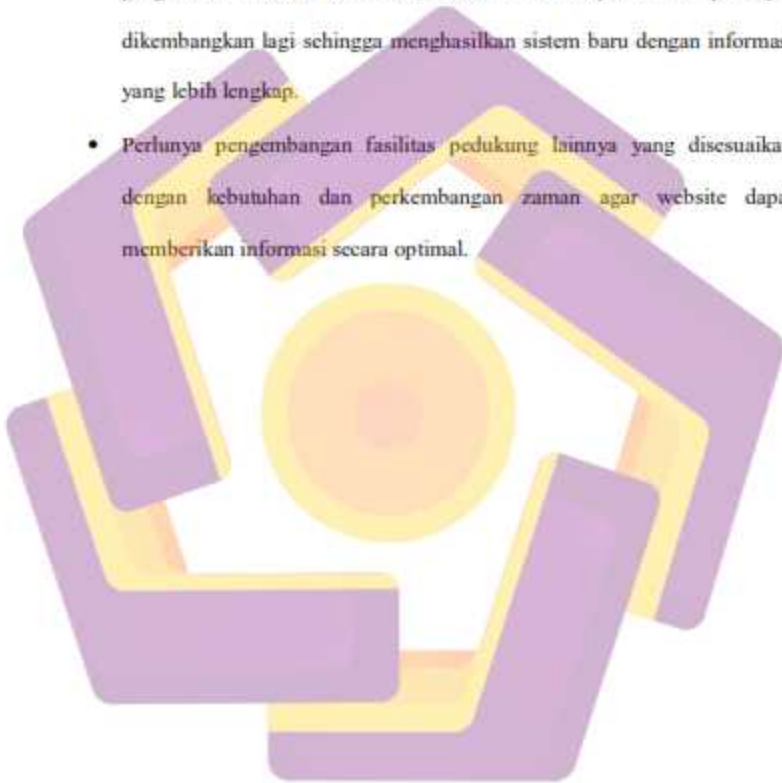 dikembangkan lagi sehingga menghasilkan sistem baru dengan informas
yang lebih lengkap.
• Perlunya pengembangan fasilitas pedukung lainnya yang disesuaika
dengan kebutuhan dan perkembangan zaman agar website dapa
memberikan informasi secara optimal.